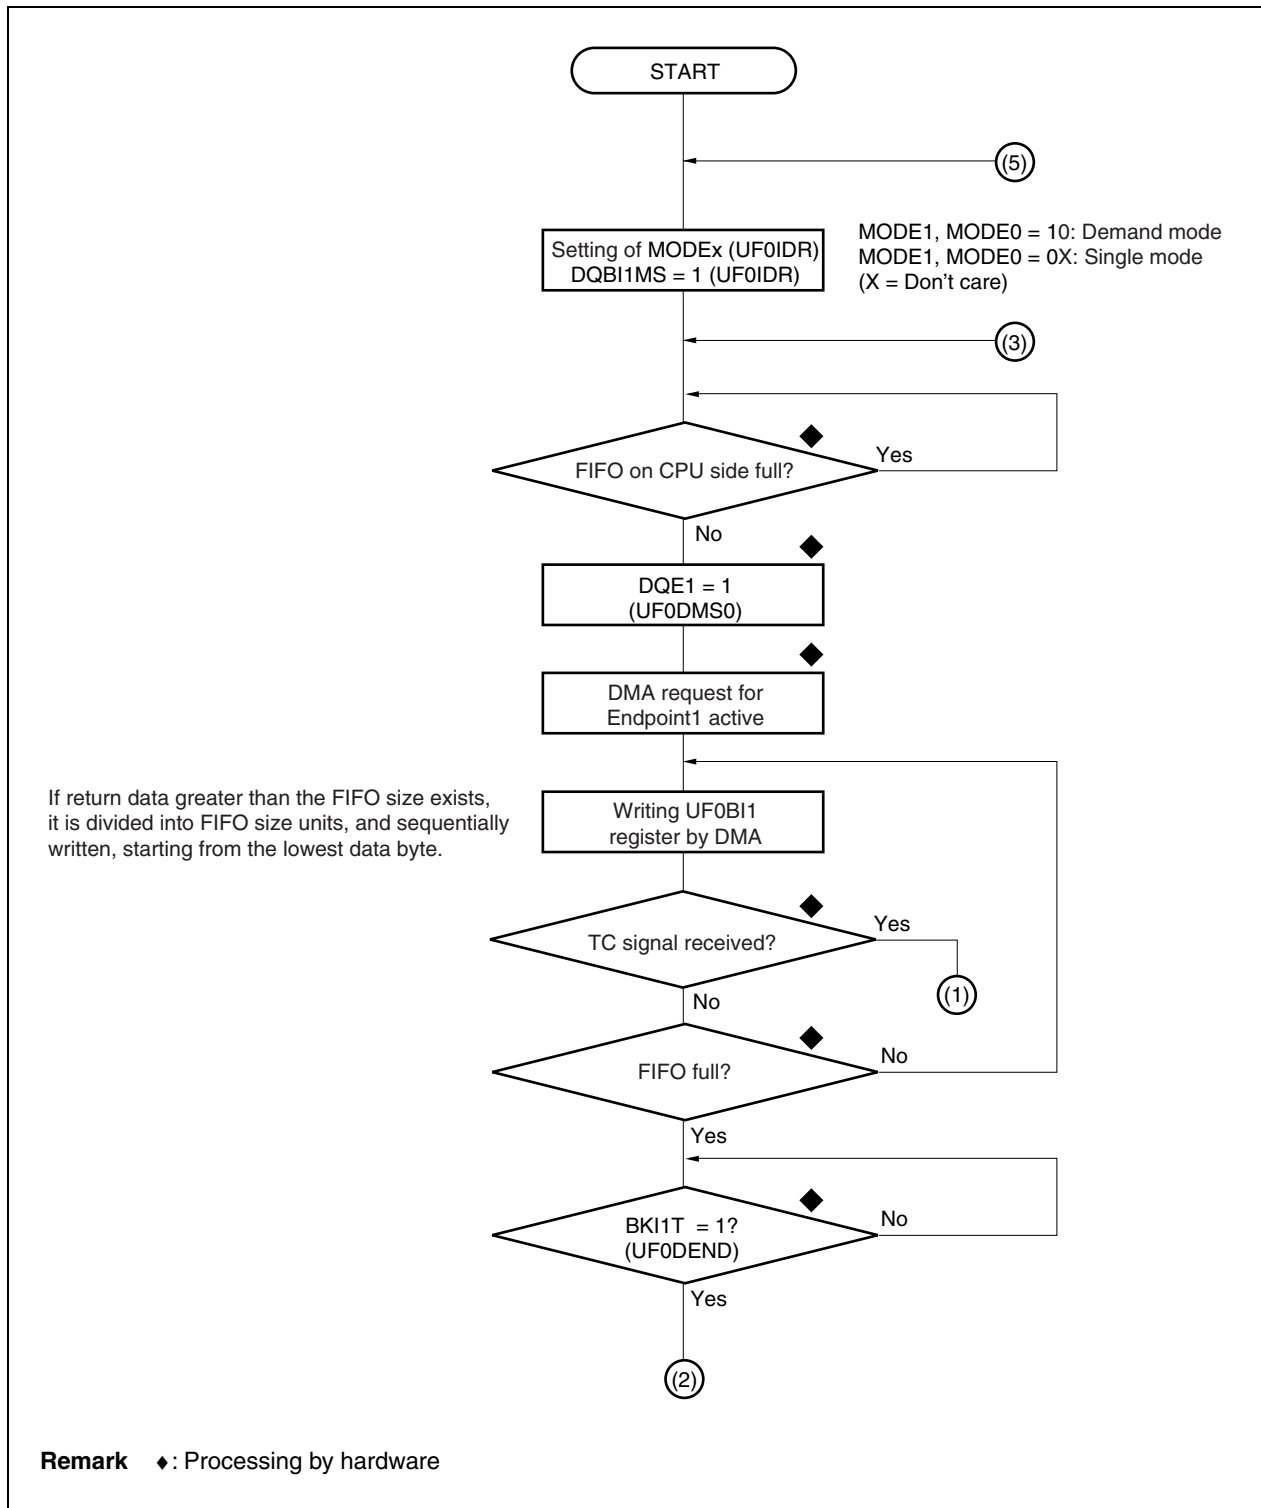 START
(5)
Setting of MODEx (UF0IDR)
DQBI1MS = 1 (UF0IDR)
MODE1, MODE0 = 10: Demand mode
MODE1, MODE0 = 0X: Single mode
(X = Don't care)
(3)
FIFO on CPU side full?
Yes
No
DQE1 = 1
(UF0DMS0)
DMA request for
Endpoint1 active
If return data greater than the FIFO size exists,
it is divided into FIFO size units, and sequentially
written, starting from the lowest data byte.
Writing UF0BI1
register by DMA
TC signal received?
Yes
(1)
No
FIFO full?
No
Yes
BKI1T = 1?
(UF0DEND)
No
Yes
(2)
Remark ♦: Processing by hardware